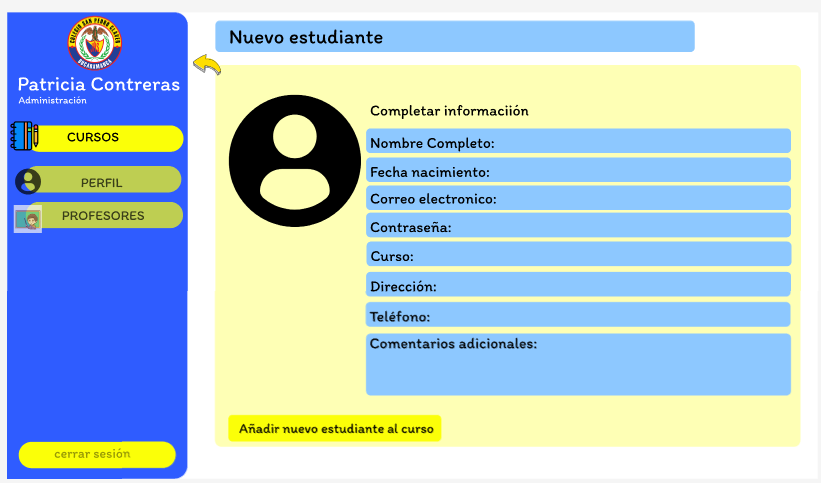 COLEGIO SAN PEDRO CLAVER
BUCARAMANGA
Patricia Contreras
Administración
CURSOS
PERFIL
PROFESORES
cerrar sesión
Nuevo estudiante
Completar informaciión
Nombre Completo:
Fecha nacimiento:
Correo electronico:
Contraseña:
Curso:
Dirección:
Teléfono:
Comentarios adicionales:
Añadir nuevo estudiante al curso